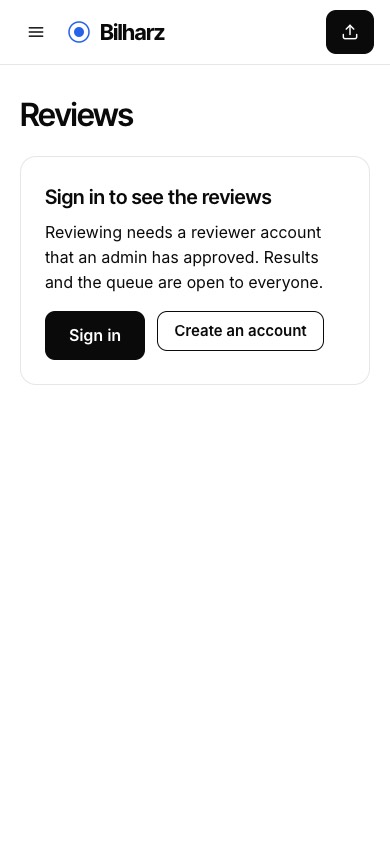 Bilharz
Reviews
Sign in to see the reviews
Reviewing needs a reviewer account
that an admin has approved. Results
and the queue are open to everyone.
Sign in
Create an account